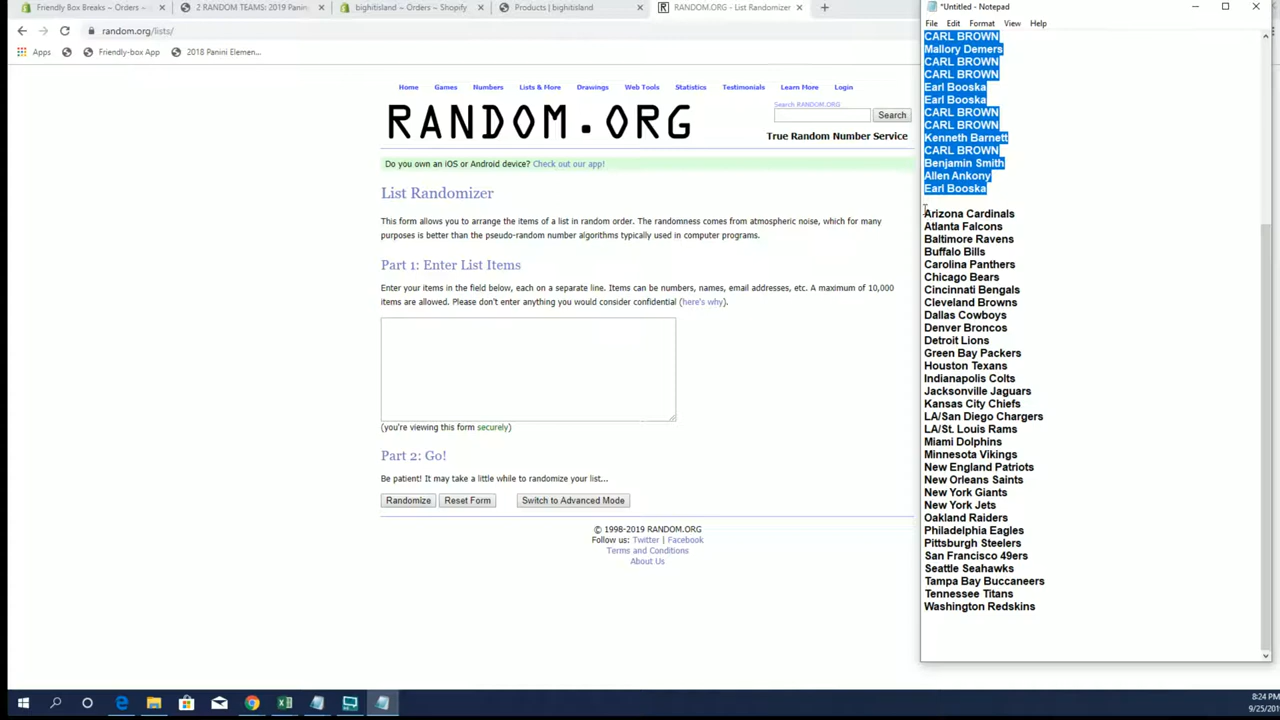 Friendly Box Breaks ~ Orders ~
2 RANDOM TEAMS: 2019 Panini
bighitisland ~ Orders ~ Shopify
Products | bighitisland
RANDOM.ORG - List Randomizer
random.org/lists/
Apps
Friendly-box App
2018 Panini Elemen...
Home
Games
Numbers
Lists & More
Drawings
Web Tools
Statistics
Testimonials
Learn More
Login
RANDOM.ORG
Search RANDOM.ORG
Search
True Random Number Service
Do you own an iOS or Android device? Check out our app!
List Randomizer
This form allows you to arrange the items of a list in random order. The randomness comes from atmospheric noise, which for many
purposes is better than the pseudo-random number algorithms typically used in computer programs.
Part 1: Enter List Items
Enter your items in the field below, each on a separate line. Items can be numbers, names, email addresses, etc. A maximum of 10,000
items are allowed. Please don't enter anything you would consider confidential (here's why).
(you're viewing this form securely)
Part 2: Go!
Be patient! It may take a little while to randomize your list...
Randomize
Reset Form
Switch to Advanced Mode
© 1998-2019 RANDOM.ORG
Follow us: Twitter | Facebook
Terms and Conditions
About Us
*Untitled - Notepad
File
Edit
Format
View
Help
CARL BROWN
Mallory Demers
CARL BROWN
CARL BROWN
Earl Booska
Earl Booska
CARL BROWN
CARL BROWN
Kenneth Barnett
CARL BROWN
Benjamin Smith
Allen Ankony
Earl Booska
Arizona Cardinals
Atlanta Falcons
Baltimore Ravens
Buffalo Bills
Carolina Panthers
Chicago Bears
Cincinnati Bengals
Cleveland Browns
Dallas Cowboys
Denver Broncos
Detroit Lions
Green Bay Packers
Houston Texans
Indianapolis Colts
Jacksonville Jaguars
Kansas City Chiefs
LA/San Diego Chargers
LA/St. Louis Rams
Miami Dolphins
Minnesota Vikings
New England Patriots
New Orleans Saints
New York Giants
New York Jets
Oakland Raiders
Philadelphia Eagles
Pittsburgh Steelers
San Francisco 49ers
Seattle Seahawks
Tampa Bay Buccaneers
Tennessee Titans
Washington Redskins
8:24 PM